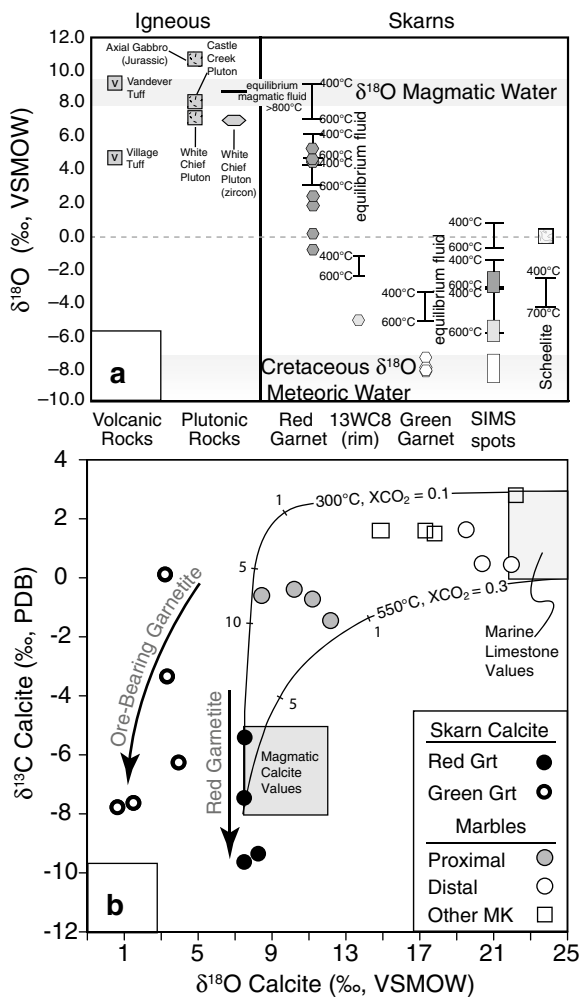 Igneous
Skarns
12.0
10.0
8.0
6.0
4.0
2.0
0.0
−2.0
−4.0
−6.0
−8.0
−10.0
δ18O (‰, VSMOW)
Axial Gabbro
(Jurassic)
Castle
Creek
Pluton
Vandever
Tuff
v
Village
Tuff
v
White
Chief
Pluton
White
Chief
Pluton
(zircon)
equilibrium
magmatic fluid
>800°C
δ18O Magmatic Water
400°C
600°C
400°C
600°C
400°C
600°C
equilibrium fluid
400°C
600°C
400°C
600°C
equilibrium fluid
400°C
600°C
400°C
600°C
400°C
600°C
400°C
700°C
Scheelite
Cretaceous δ18O
Meteoric Water
a
Volcanic
Rocks
Plutonic
Rocks
Red
Garnet
13WC8
(rim)
Green
Garnet
SIMS
spots
4
2
0
-2
-4
-6
-8
-10
-12
δ13C Calcite (‰, PDB)
1
300°C, XCO2 = 0.1
5
10
550°C, XCO2 = 0.3
1
5
Marine
Limestone
Values
Ore-Bearing Garnetite
Red Garnetite
Magmatic
Calcite
Values
Skarn Calcite
Red Grt
Green Grt
Marbles
Proximal
Distal
Other MK
b
1
5
9
13
17
21
25
δ18O Calcite (‰, VSMOW)